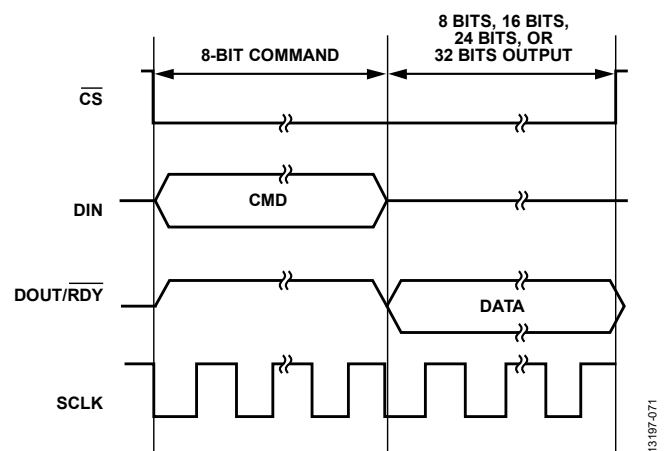 8 BITS, 16 BITS,
24 BITS, OR
32 BITS OUTPUT
8-BIT COMMAND
CS
DIN
CMD
DOUT/RDY
DATA
SCLK
13197-071